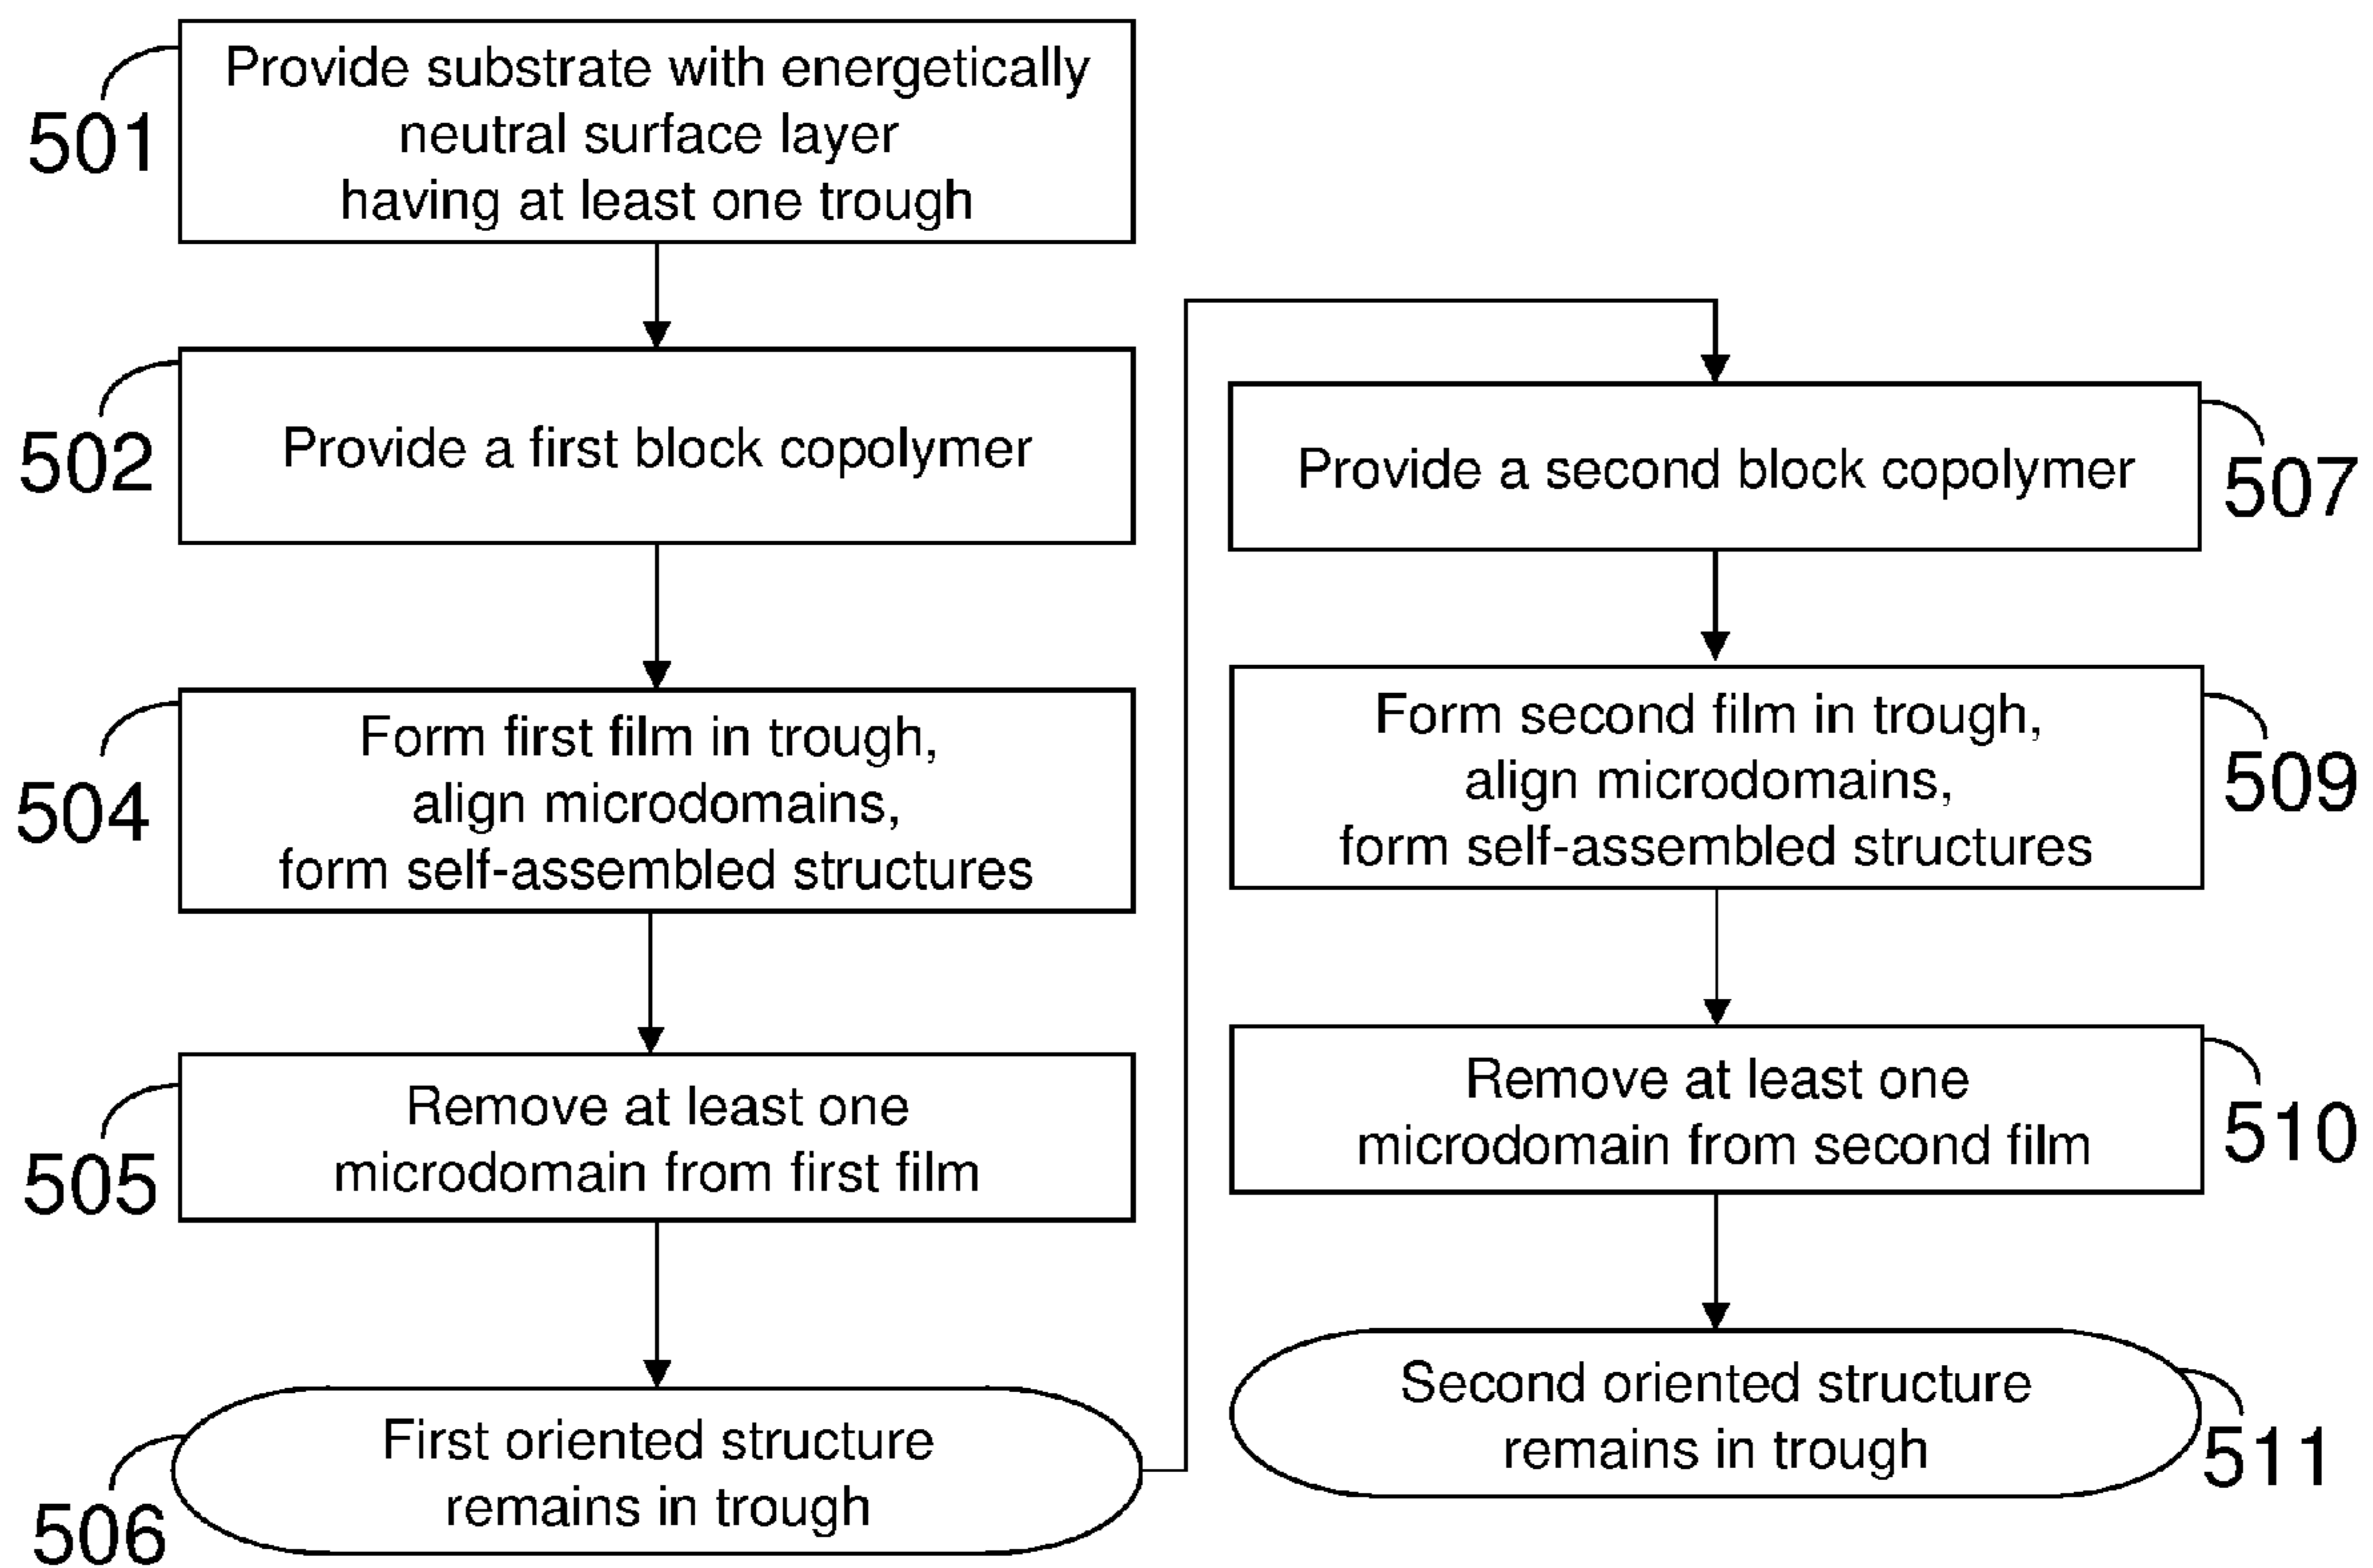 501
Provide substrate with energetically
neutral surface layer
having at least one trough
502
Provide a first block copolymer
504
Form first film in trough,
align microdomains,
form self-assembled structures
505
Remove at least one
microdomain from first film
506
First oriented structure
remains in trough
Provide a second block copolymer
507
Form second film in trough,
align microdomains,
form self-assembled structures
509
Remove at least one
microdomain from second film
510
Second oriented structure
remains in trough
511